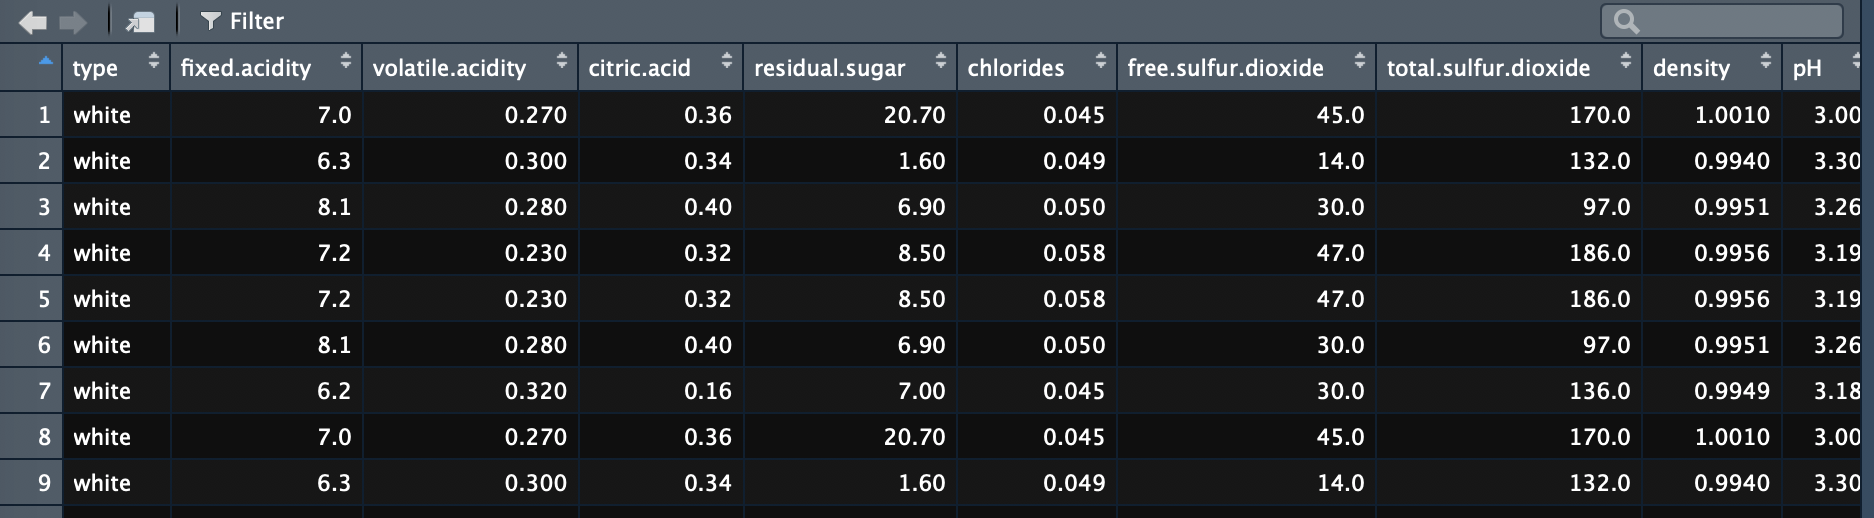 Filter
type fixed.acidity volatile.acidity citric.acid residual.sugar chlorides free.sulfur.dioxide total.sulfur.dioxide density pH
1 white 7.0 0.270 0.36 20.70 0.045 45.0 170.0 1.0010 3.00
2 white 6.3 0.300 0.34 1.60 0.049 14.0 132.0 0.9940 3.30
3 white 8.1 0.280 0.40 6.90 0.050 30.0 97.0 0.9951 3.26
4 white 7.2 0.230 0.32 8.50 0.058 47.0 186.0 0.9956 3.19
5 white 7.2 0.230 0.32 8.50 0.058 47.0 186.0 0.9956 3.19
6 white 8.1 0.280 0.40 6.90 0.050 30.0 97.0 0.9951 3.26
7 white 6.2 0.320 0.16 7.00 0.045 30.0 136.0 0.9949 3.18
8 white 7.0 0.270 0.36 20.70 0.045 45.0 170.0 1.0010 3.00
9 white 6.3 0.300 0.34 1.60 0.049 14.0 132.0 0.9940 3.30